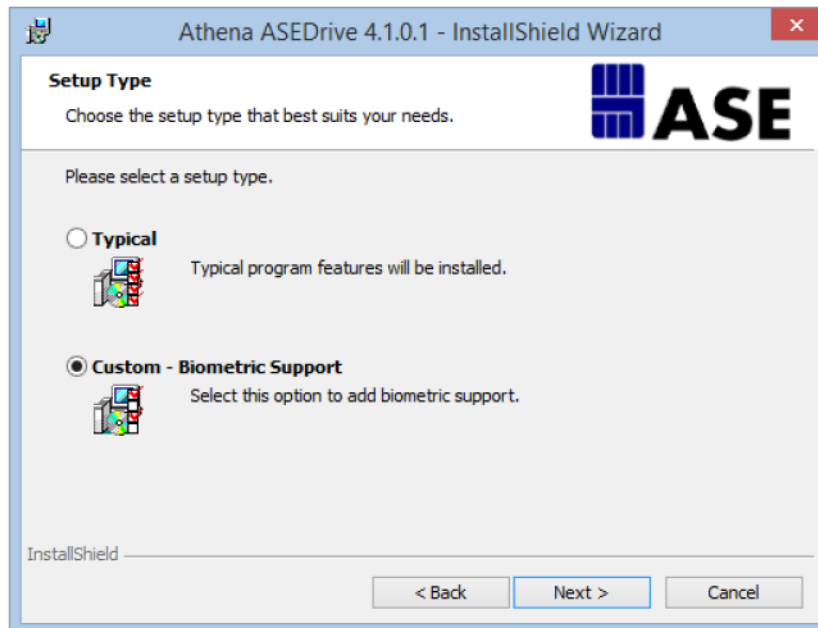 Athena ASEDrive 4.1.0.1 - InstallShield Wizard
Setup Type
Choose the setup type that best suits your needs.
ASE
Please select a setup type.
Typical
Typical program features will be installed.
Custom - Biometric Support
Select this option to add biometric support.
InstallShield
< Back
Next >
Cancel